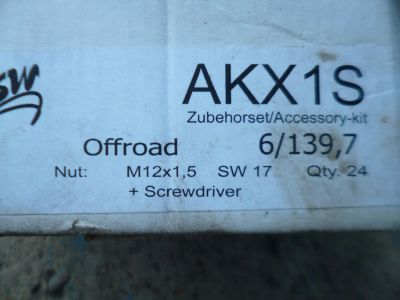 AKX1S
Zubehorset/Accessory-kit
Offroad 6/139,7
Nut: M12x1,5 SW 17 Qty. 24
+ Screwdriver